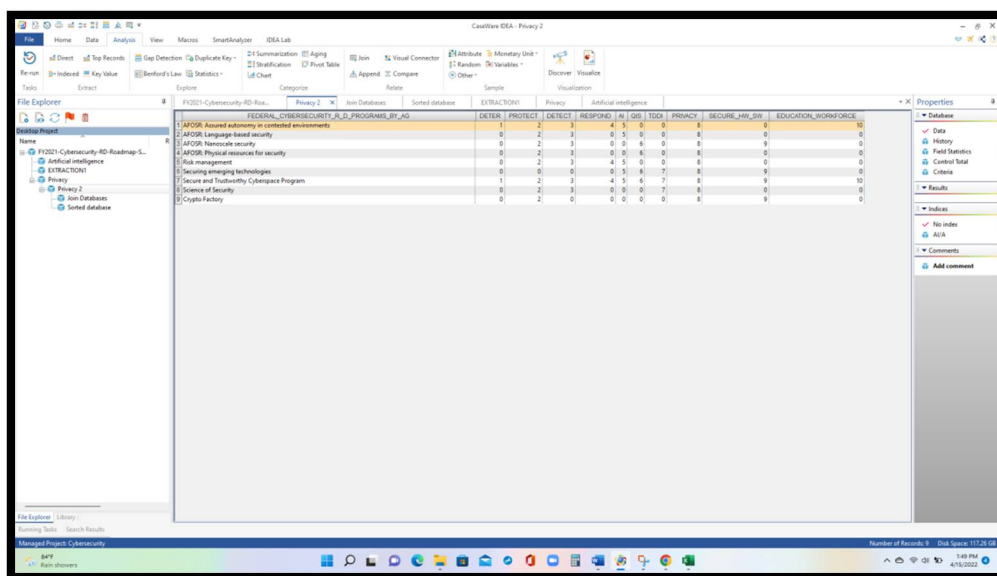 CaseWare IDEA - Privacy 2
File Home Data Analysis View Macros SmartAnalyzer IDEA Lab
Re-run
Direct Top Records
Indexed Key Value
Gap Detection Duplicate Key
Benford's Law Statistics
Summarization Aging
Stratification Pivot Table
Chart
Join Visual Connector
Append Compare
Attribute Monetary Unit
Random Variables
Other
Discover Visualize
Tasks Extract Explore Categorize Relate Sample Visualization
File Explorer
Desktop Project
Name
FY2021-Cybersecurity-RD-Roadmap-S...
Artificial intelligence
EXTRACTION1
Privacy
Privacy 2
Join Databases
Sorted database
FY2021-Cybersecurity-RD-Roa... Privacy 2 Join Databases Sorted database EXTRACTION1 Privacy Artificial intelligence
FEDERAL_CYBERSECURITY_R_D_PROGRAMS_BY_AG DETER PROTECT DETECT RESPOND AI QIS TDDI PRIVACY SECURE_HW_SW EDUCATION_WORKFORCE
1 AFOSR: Assured autonomy in contested environments 1 2 3 4 5 0 0 8 0 10
2 AFOSR: Language-based security 0 2 3 0 5 0 0 8 0 0
3 AFOSR: Nanoscale security 0 2 3 0 0 6 0 8 9 0
4 AFOSR: Physical resources for security 0 2 3 0 0 6 0 8 0 0
5 Risk management 0 2 3 4 5 0 0 8 0 0
6 Securing emerging technologies 0 0 0 0 5 6 7 8 9 0
7 Secure and Trustworthy Cyberspace Program 1 2 3 4 5 6 7 8 9 10
8 Science of Security 0 2 3 0 0 0 7 8 0 0
9 Crypto Factory 0 2 0 0 0 0 0 8 9 0
Properties
Database
Data
History
Field Statistics
Control Total
Criteria
Results
Indices
No index
AI/A
Comments
Add comment
File Explorer Library
Running Tasks Search Results
Managed Project: Cybersecurity
Number of Records: 9 Disk Space: 117.26 GB
84°F
Rain showers
7:49 PM
4/15/2022